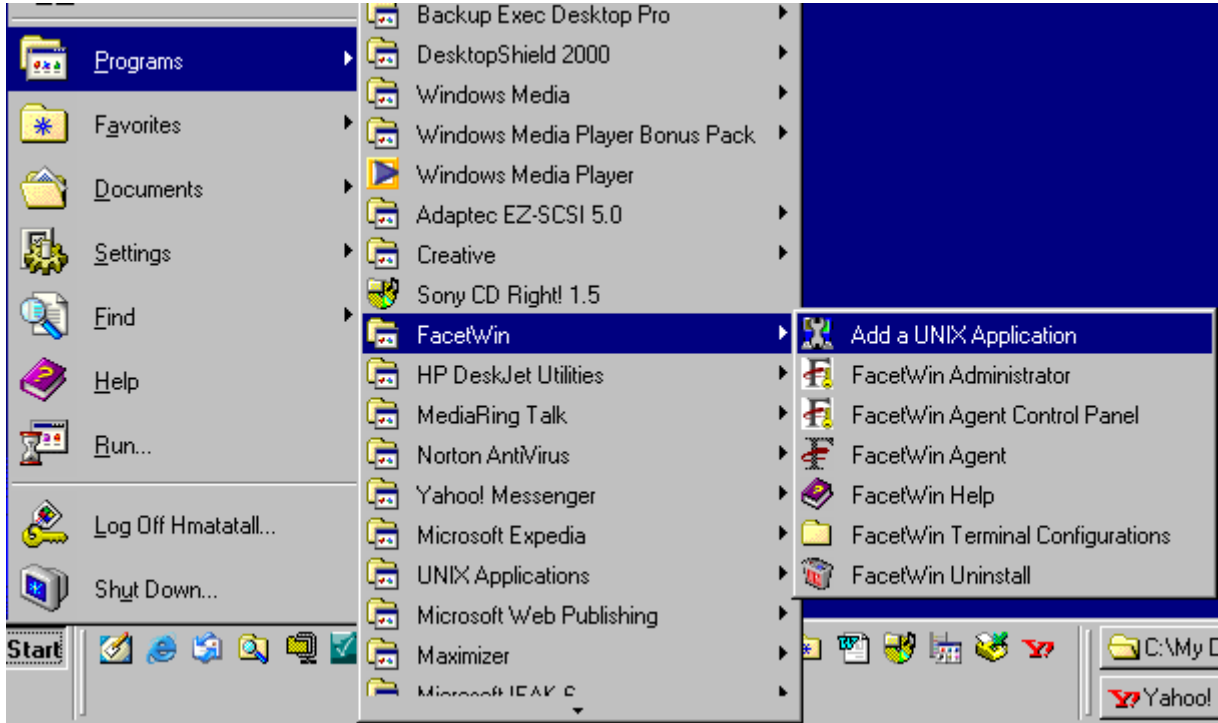 Programs
Favorites
Documents
Settings
Find
Help
Run...
Log Off Hmatatall...
Shut Down...
Backup Exec Desktop Pro
DesktopShield 2000
Windows Media
Windows Media Player Bonus Pack
Windows Media Player
Adaptec EZ-SCSI 5.0
Creative
Sony CD Right! 1.5
FacetWin
HP DeskJet Utilities
MediaRing Talk
Norton AntiVirus
Yahoo! Messenger
Microsoft Expedia
UNIX Applications
Microsoft Web Publishing
Maximizer
Microsoft IEAK 5
Add a UNIX Application
FacetWin Administrator
FacetWin Agent Control Panel
FacetWin Agent
FacetWin Help
FacetWin Terminal Configurations
FacetWin Uninstall
Start
C:\My D
Yahoo!